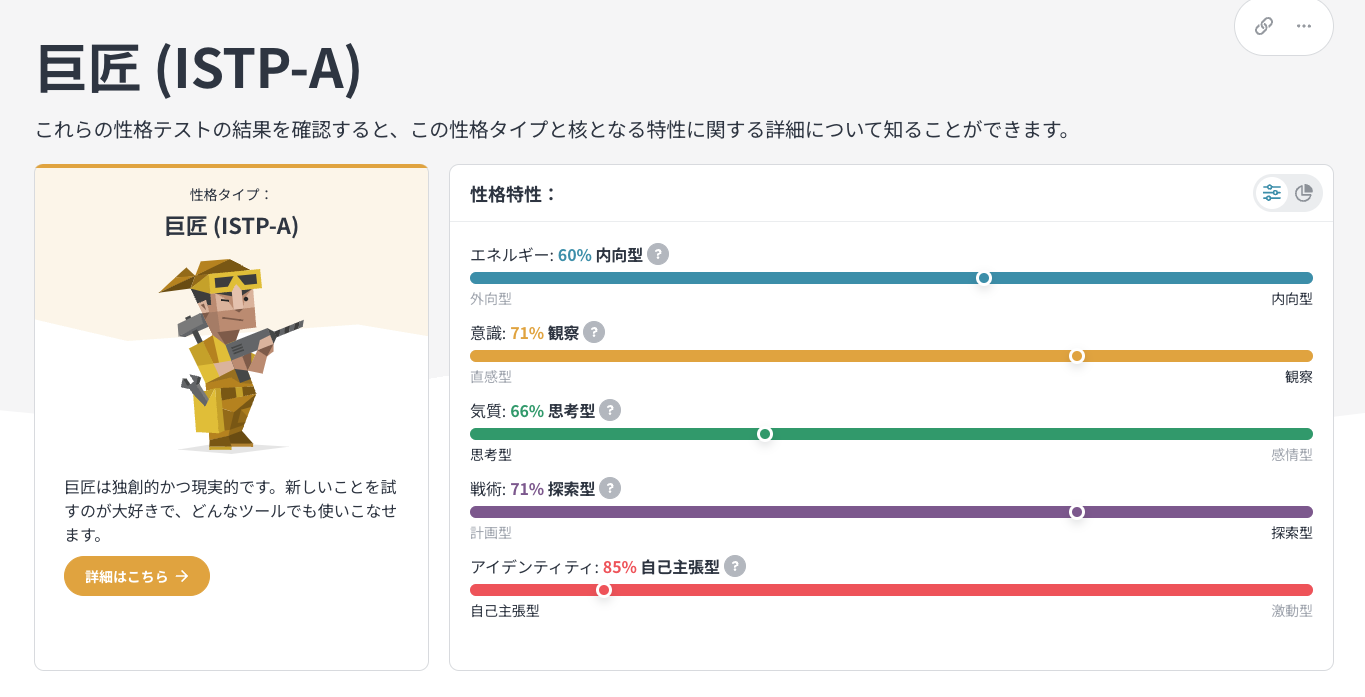 巨匠 (ISTP-A)
これらの性格テストの結果を確認すると、この性格タイプと核となる特性に関する詳細について知ることができます。
性格タイプ：
巨匠 (ISTP-A)
巨匠は独創的かつ現実的です。新しいことを試
すのが大好きで、どんなツールでも使いこなせ
ます。
詳細はこちら →
性格特性：
エネルギー: 60% 内向型 ?
外向型 内向型
意識: 71% 観察 ?
直感型 観察
気質: 66% 思考型 ?
思考型 感情型
戦術: 71% 探索型 ?
計画型 探索型
アイデンティティ: 85% 自己主張型 ?
自己主張型 激動型